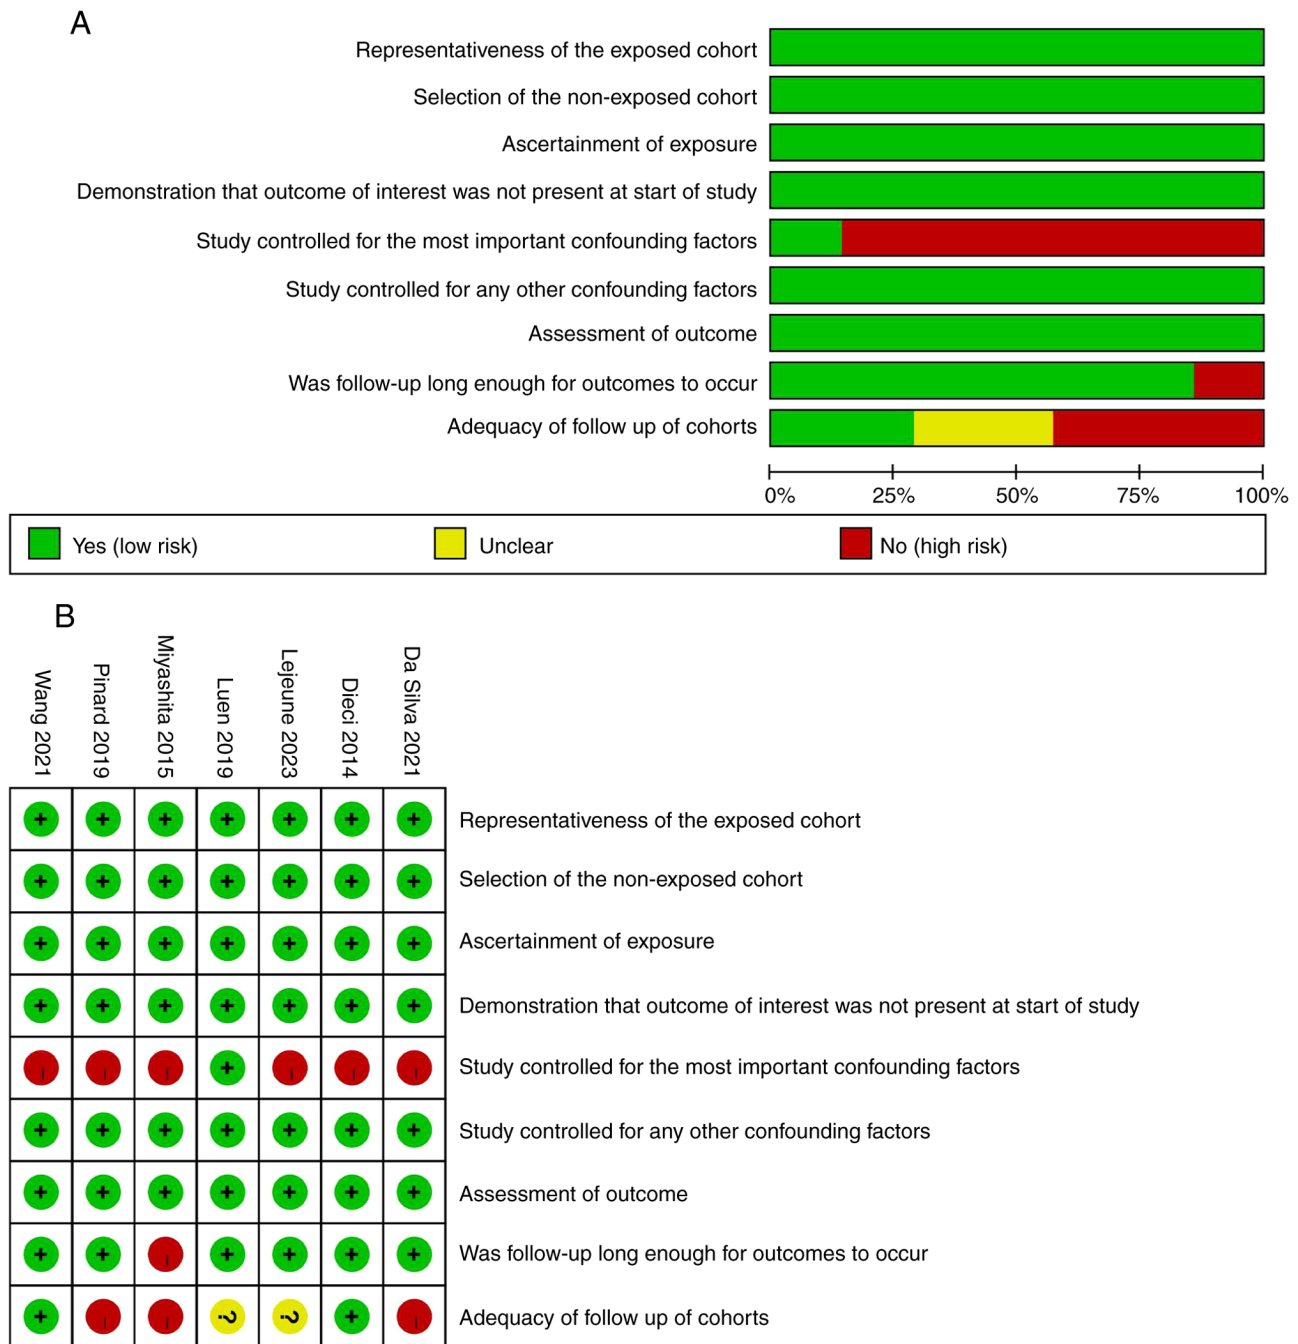 A
Representativeness of the exposed cohort
Selection of the non-exposed cohort
Ascertainment of exposure
Demonstration that outcome of interest was not present at start of study
Study controlled for the most important confounding factors
Study controlled for any other confounding factors
Assessment of outcome
Was follow-up long enough for outcomes to occur
Adequacy of follow up of cohorts
0% 25% 50% 75% 100%
Yes (low risk) Unclear No (high risk)
B
Wang 2021
Pinard 2019
Miyashita 2015
Luen 2019
Lejeune 2023
Dieci 2014
Da Silva 2021
+ + + + + + + Representativeness of the exposed cohort
+ + + + + + + Selection of the non-exposed cohort
+ + + + + + + Ascertainment of exposure
+ + + + + + + Demonstration that outcome of interest was not present at start of study
– – – + – – – Study controlled for the most important confounding factors
+ + + + + + + Study controlled for any other confounding factors
+ + + + + + + Assessment of outcome
+ + – + + + + Was follow-up long enough for outcomes to occur
+ – – ? ? + – Adequacy of follow up of cohorts